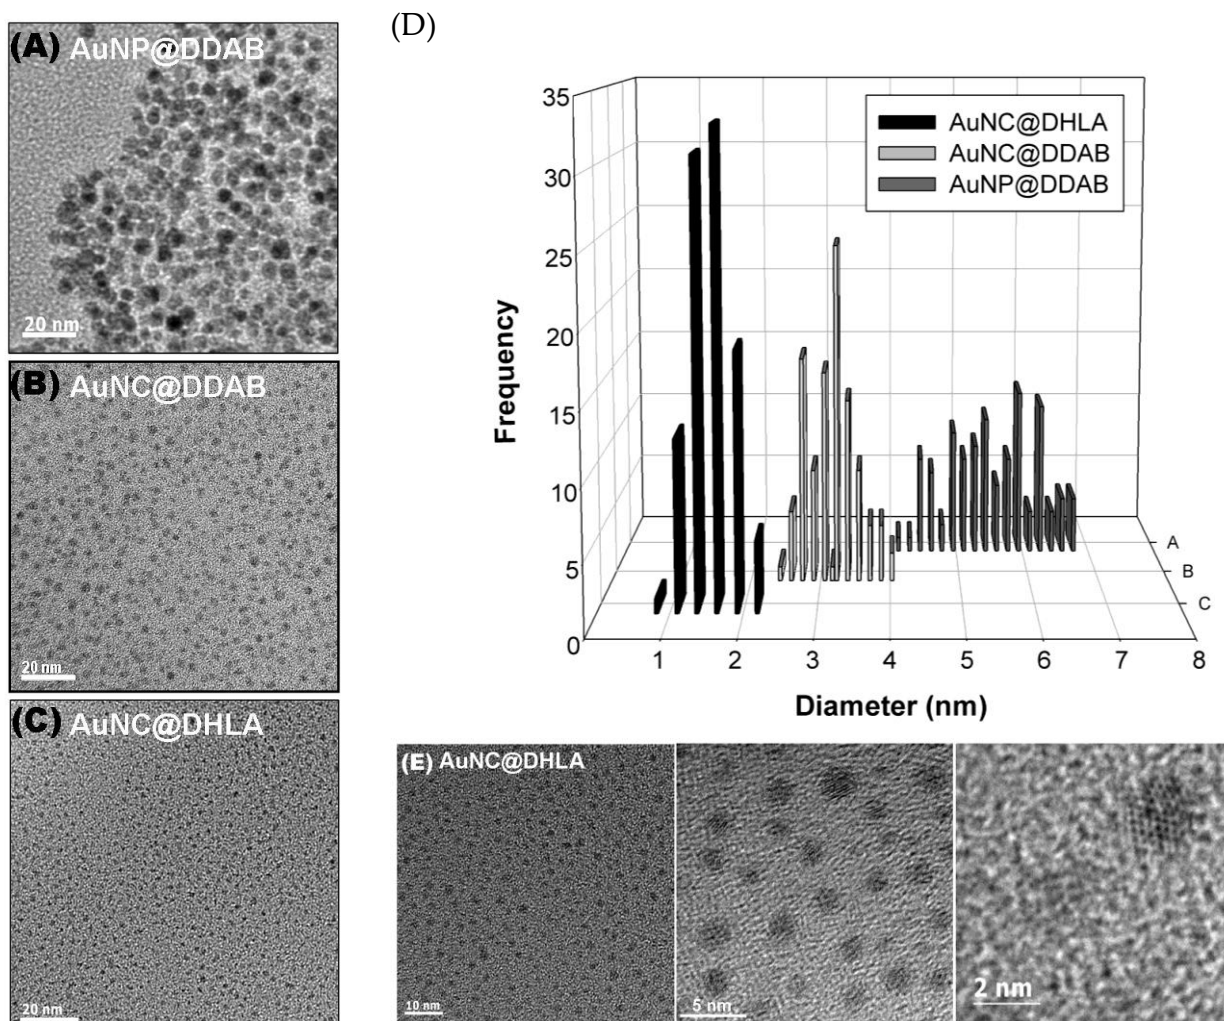 (A) AuNP@DDAB
20 nm
(B) AuNC@DDAB
20 nm
(C) AuNC@DHLA
20 nm
(D)
AuNC@DHLA
AuNC@DDAB
AuNP@DDAB
Frequency
35
30
25
20
15
10
5
0
A
B
C
1 2 3 4 5 6 7 8
Diameter (nm)
(E) AuNC@DHLA
10 nm
5 nm
2 nm